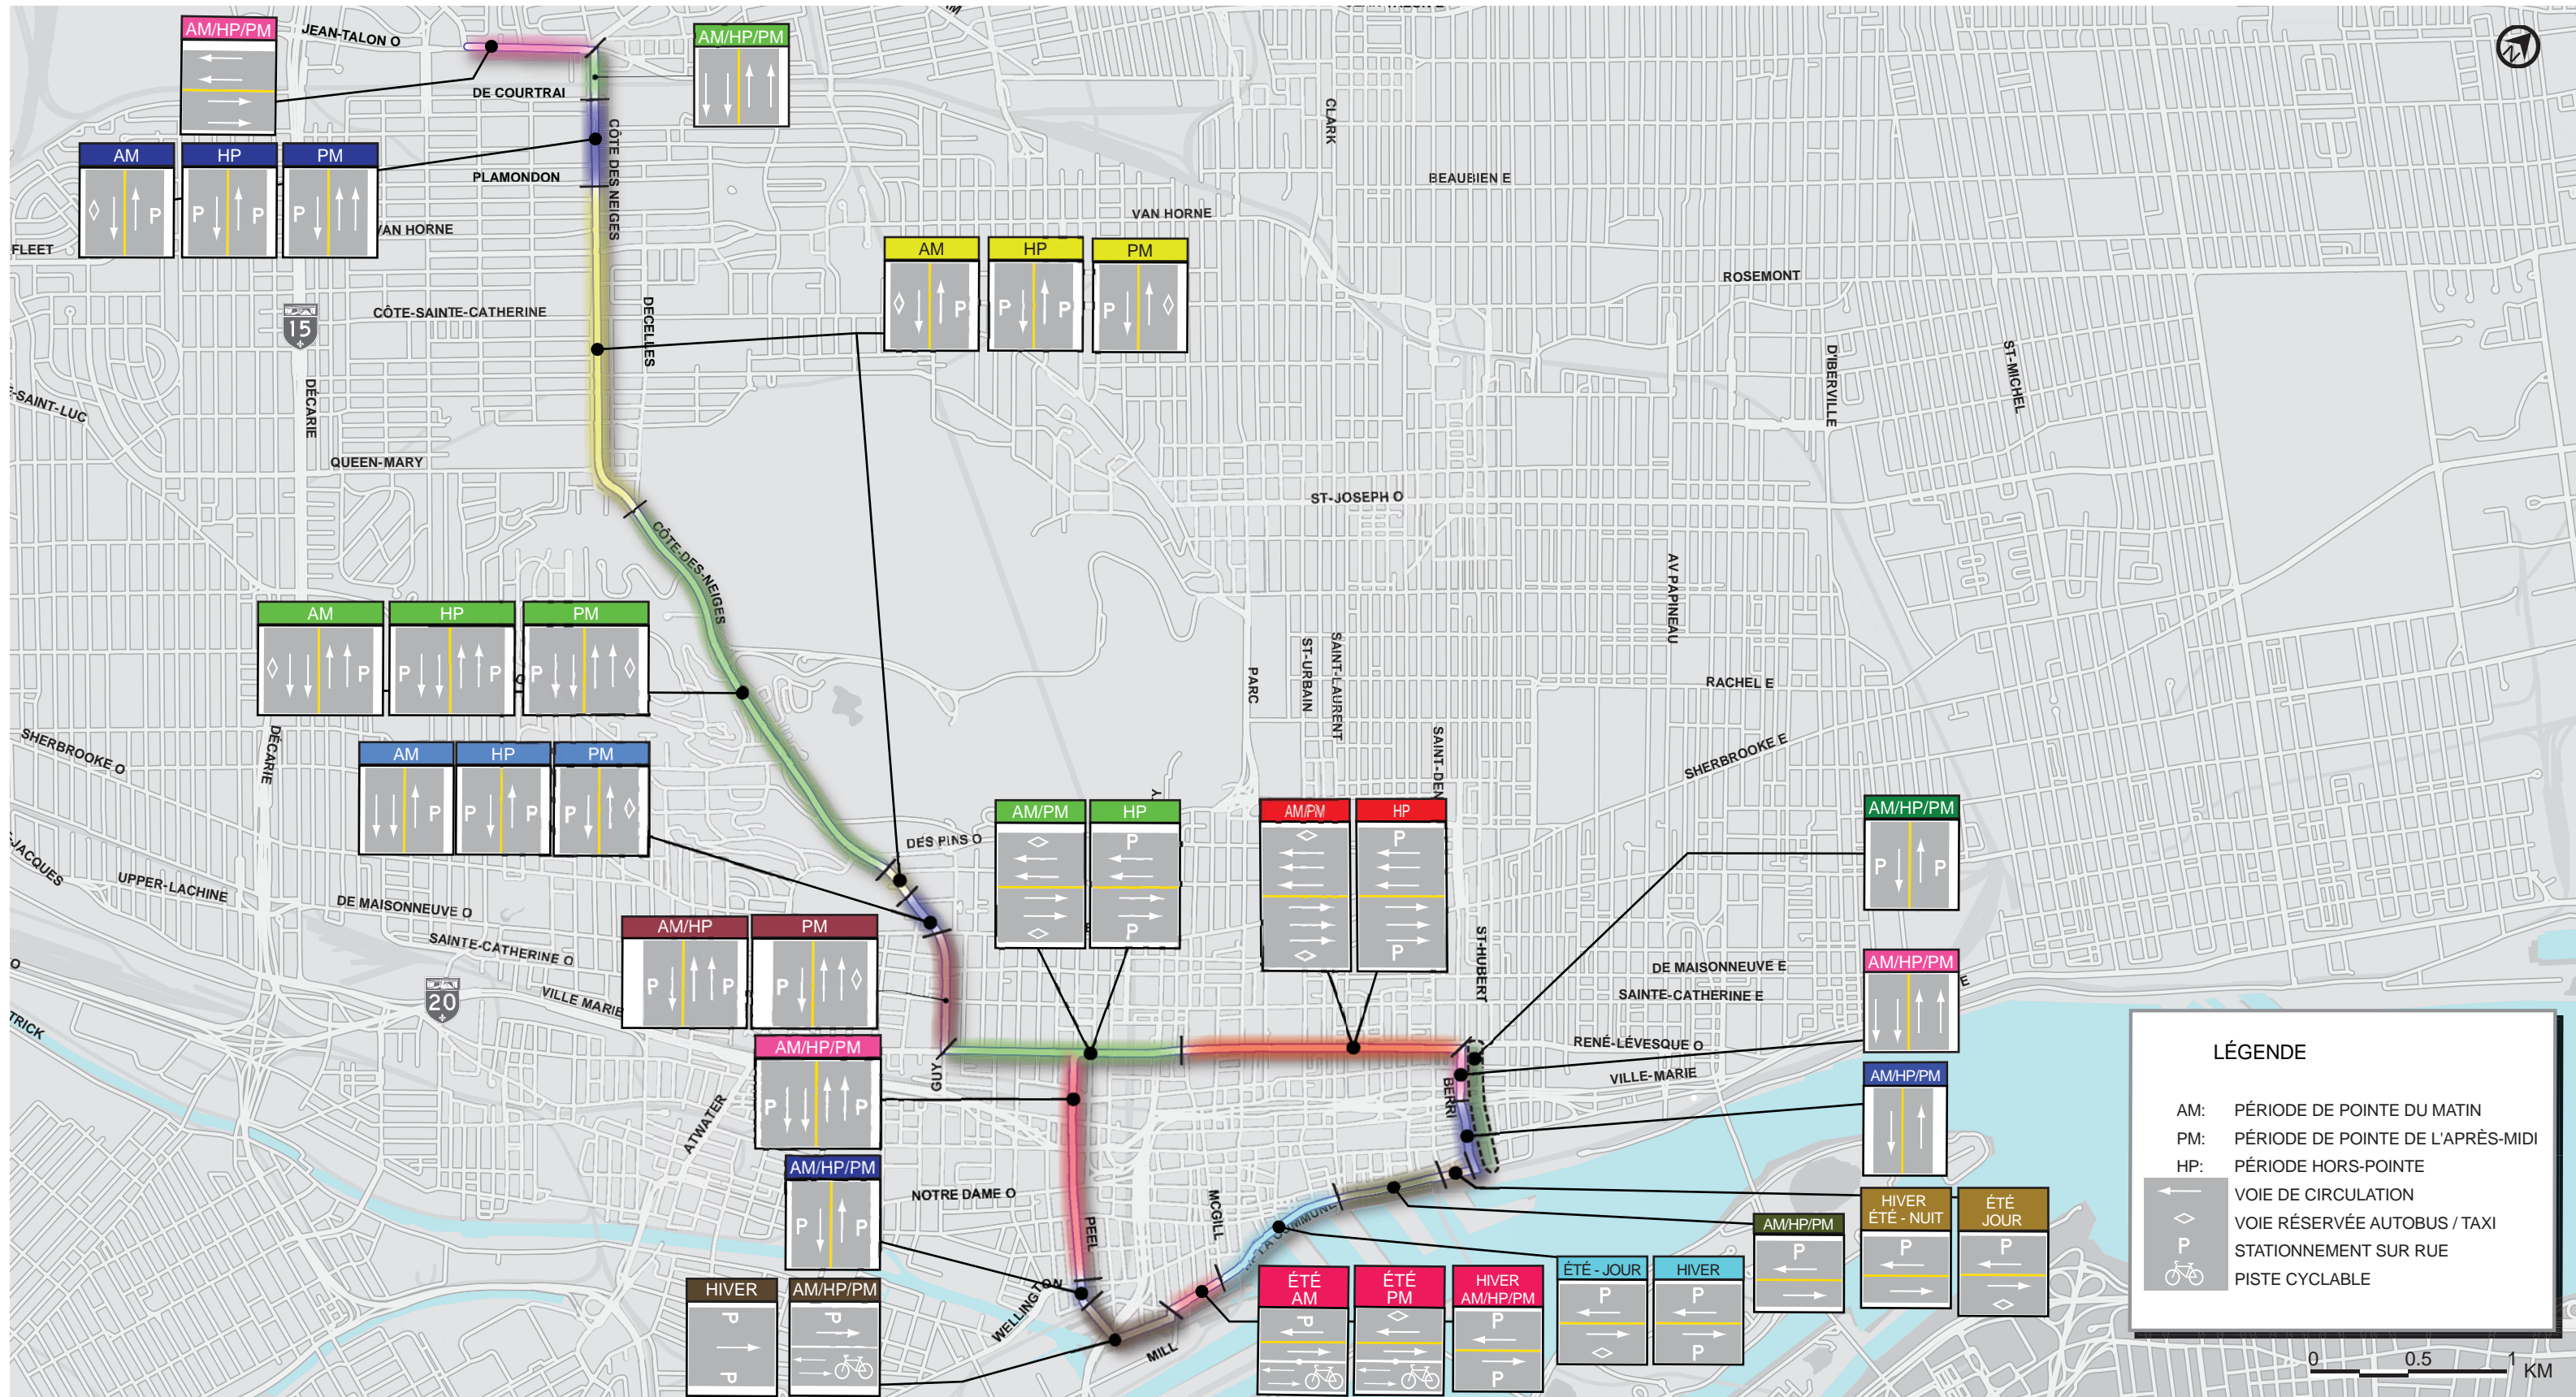 AM/HP/PM
JEAN-TALON O
AM/HP/PM
DE COURTRAI
CÔTE DES NEIGES
CLARK
AM
HP
PM
P
P
P
P
PLAMONDON
BEAUBIEN E
VAN HORNE
VAN HORNE
FLEET
AM
HP
PM
P
P
P
P
ROSEMONT
CÔTE-SAINTE-CATHERINE
DECELLES
15
DÉCARIE
D'IBERVILLE
ST-MICHEL
E-SAINT-LUC
QUEEN-MARY
ST-JOSEPH O
CÔTE-DES-NEIGES
AV PAPINEAU
AM
HP
PM
P
P
P
P
O
PARC
ST-URBAIN
SAINT-LAURENT
RACHEL E
SHERBROOKE O
DÉCARIE
SAINT-DEN
SHERBROOKE E
AM
HP
PM
P
P
P
P
Y
DES PINS O
AM/PM
HP
P
P
AM/PM
HP
P
P
AM/HP/PM
P
P
-JACQUES
UPPER-LACHINE
DE MAISONNEUVE O
SAINTE-CATHERINE O
O
20
VILLE MARIE
TRICK
AM/HP
PM
P
P
P
ST-HUBERT
DE MAISONNEUVE E
SAINTE-CATHERINE E
AM/HP/PM
E
RENÉ-LÉVESQUE O
VILLE-MARIE
GUY
BERRI
AM/HP/PM
P
P
ATWATER
AM/HP/PM
AM/HP/PM
P
P
NOTRE DAME O
PEEL
MCGILL
LA COMMUNE
WELLINGTON
MILL
HIVER
P
P
AM/HP/PM
P
ÉTÉ
AM
P
ÉTÉ
PM
HIVER
AM/HP/PM
P
P
ÉTÉ - JOUR
P
HIVER
P
P
AM/HP/PM
P
HIVER
ÉTÉ - NUIT
P
ÉTÉ
JOUR
P
LÉGENDE
AM: PÉRIODE DE POINTE DU MATIN
PM: PÉRIODE DE POINTE DE L'APRÈS-MIDI
HP: PÉRIODE HORS-POINTE
VOIE DE CIRCULATION
VOIE RÉSERVÉE AUTOBUS / TAXI
P STATIONNEMENT SUR RUE
PISTE CYCLABLE
0 0.5 1 KM
N